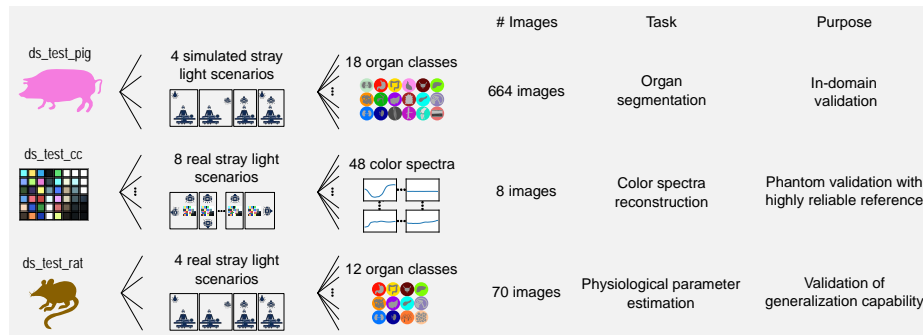 # Images
Task
Purpose
ds_test_pig
4 simulated stray
light scenarios
18 organ classes
664 images
Organ
segmentation
In-domain
validation
ds_test_cc
8 real stray light
scenarios
48 color spectra
8 images
Color spectra
reconstruction
Phantom validation with
highly reliable reference
ds_test_rat
4 real stray light
scenarios
12 organ classes
70 images
Physiological parameter
estimation
Validation of
generalization capability